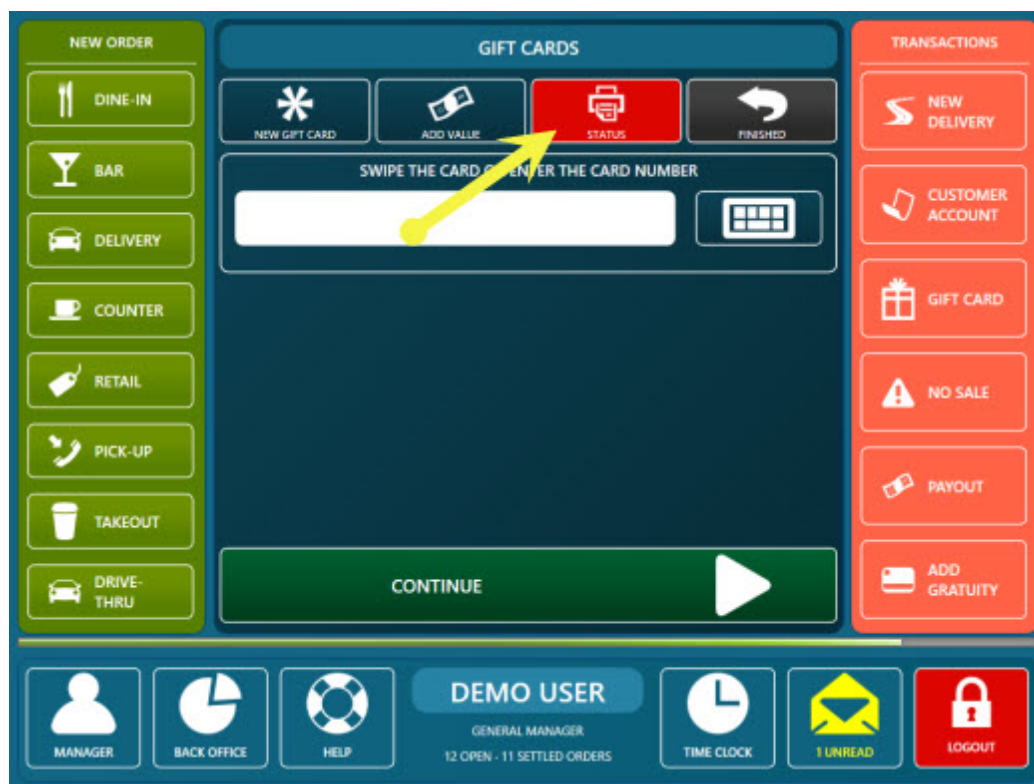 NEW ORDER
DINE-IN
BAR
DELIVERY
COUNTER
RETAIL
PICK-UP
TAKEOUT
DRIVE-
THRU
GIFT CARDS
NEW GIFT CARD
ADD VALUE
STATUS
FINISHED
SWIPE THE CARD OR ENTER THE CARD NUMBER
CONTINUE
TRANSACTIONS
NEW
DELIVERY
CUSTOMER
ACCOUNT
GIFT CARD
NO SALE
PAYOUT
ADD
GRATUITY
MANAGER
BACK OFFICE
HELP
DEMO USER
GENERAL MANAGER
12 OPEN - 11 SETTLED ORDERS
TIME CLOCK
1 UNREAD
LOGOUT